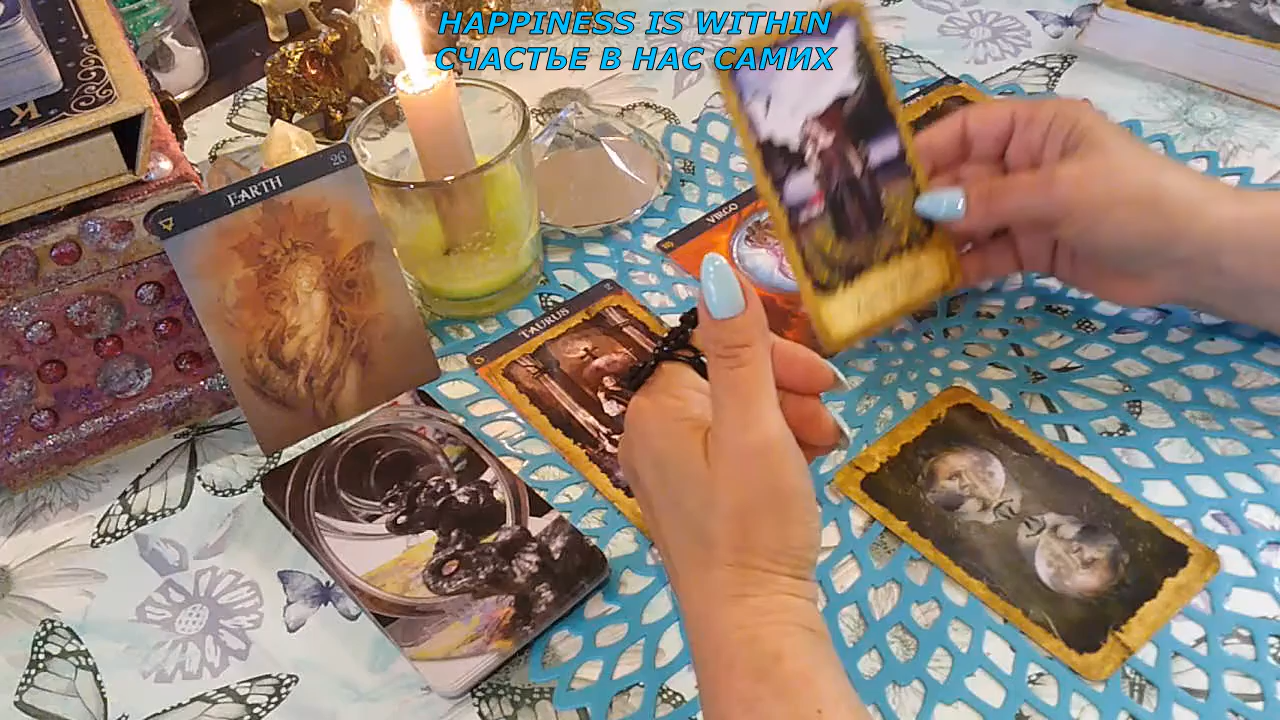 HAPPINESS IS WITHIN
СЧАСТЬЕ В НАС САМИХ
26
EARTH
VIRGO
TAURUS
K